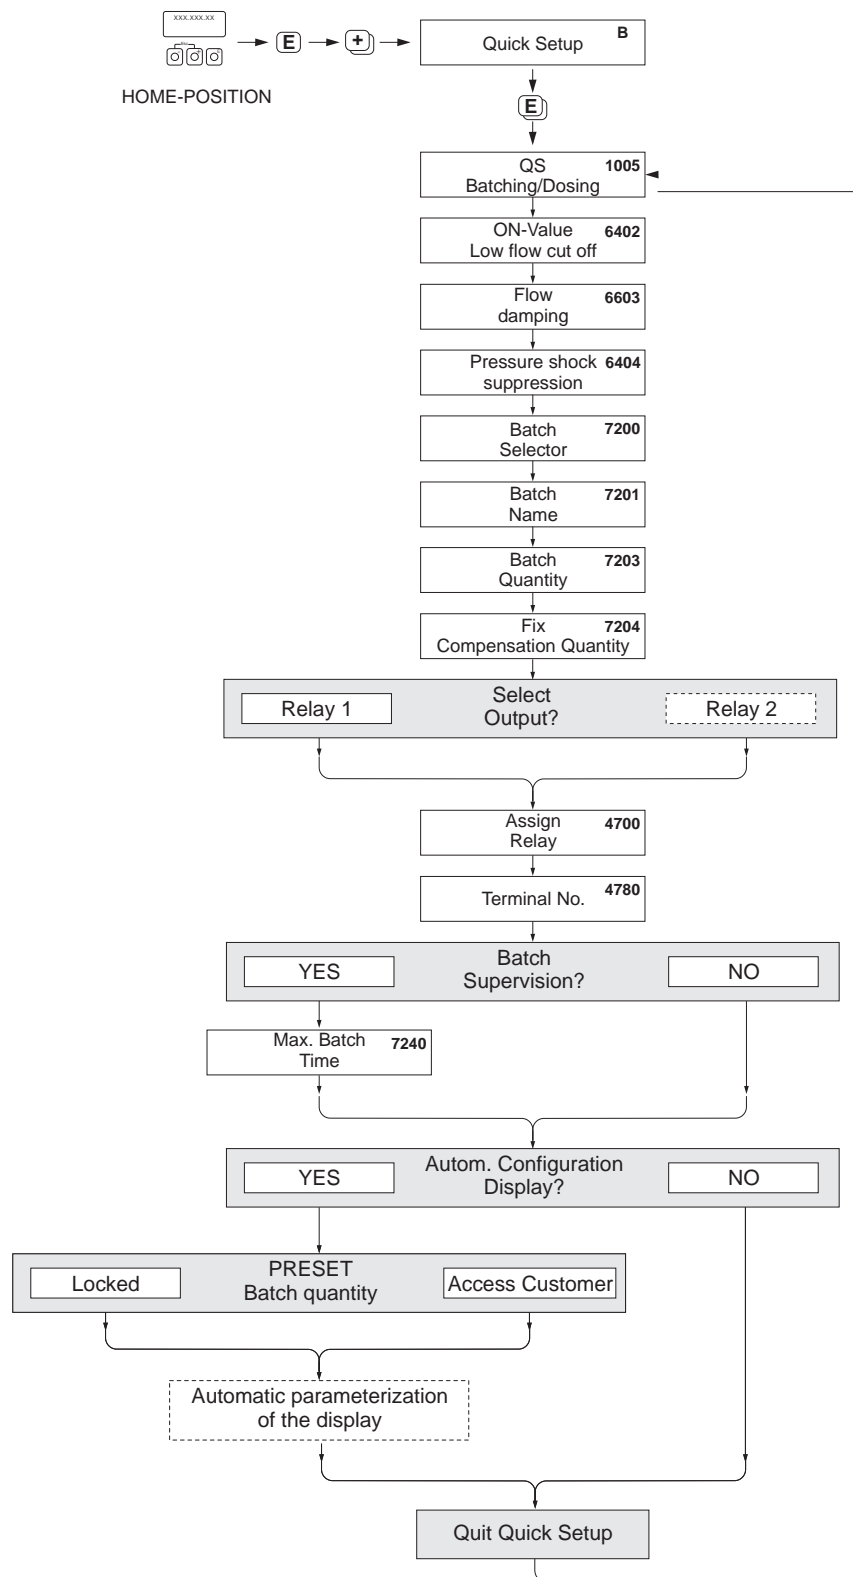 xxx.xxx.xx
Esc
E
+
Quick Setup B
HOME-POSITION
E
QS 1005
Batching/Dosing
ON-Value 6402
Low flow cut off
Flow 6603
damping
Pressure shock 6404
suppression
Batch 7200
Selector
Batch 7201
Name
Batch 7203
Quantity
Fix 7204
Compensation Quantity
Relay 1
Select
Output?
Relay 2
Assign 4700
Relay
Terminal No. 4780
YES
Batch
Supervision?
NO
Max. Batch 7240
Time
YES
Autom. Configuration
Display?
NO
Locked
PRESET
Batch quantity
Access Customer
Automatic parameterization
of the display
Quit Quick Setup